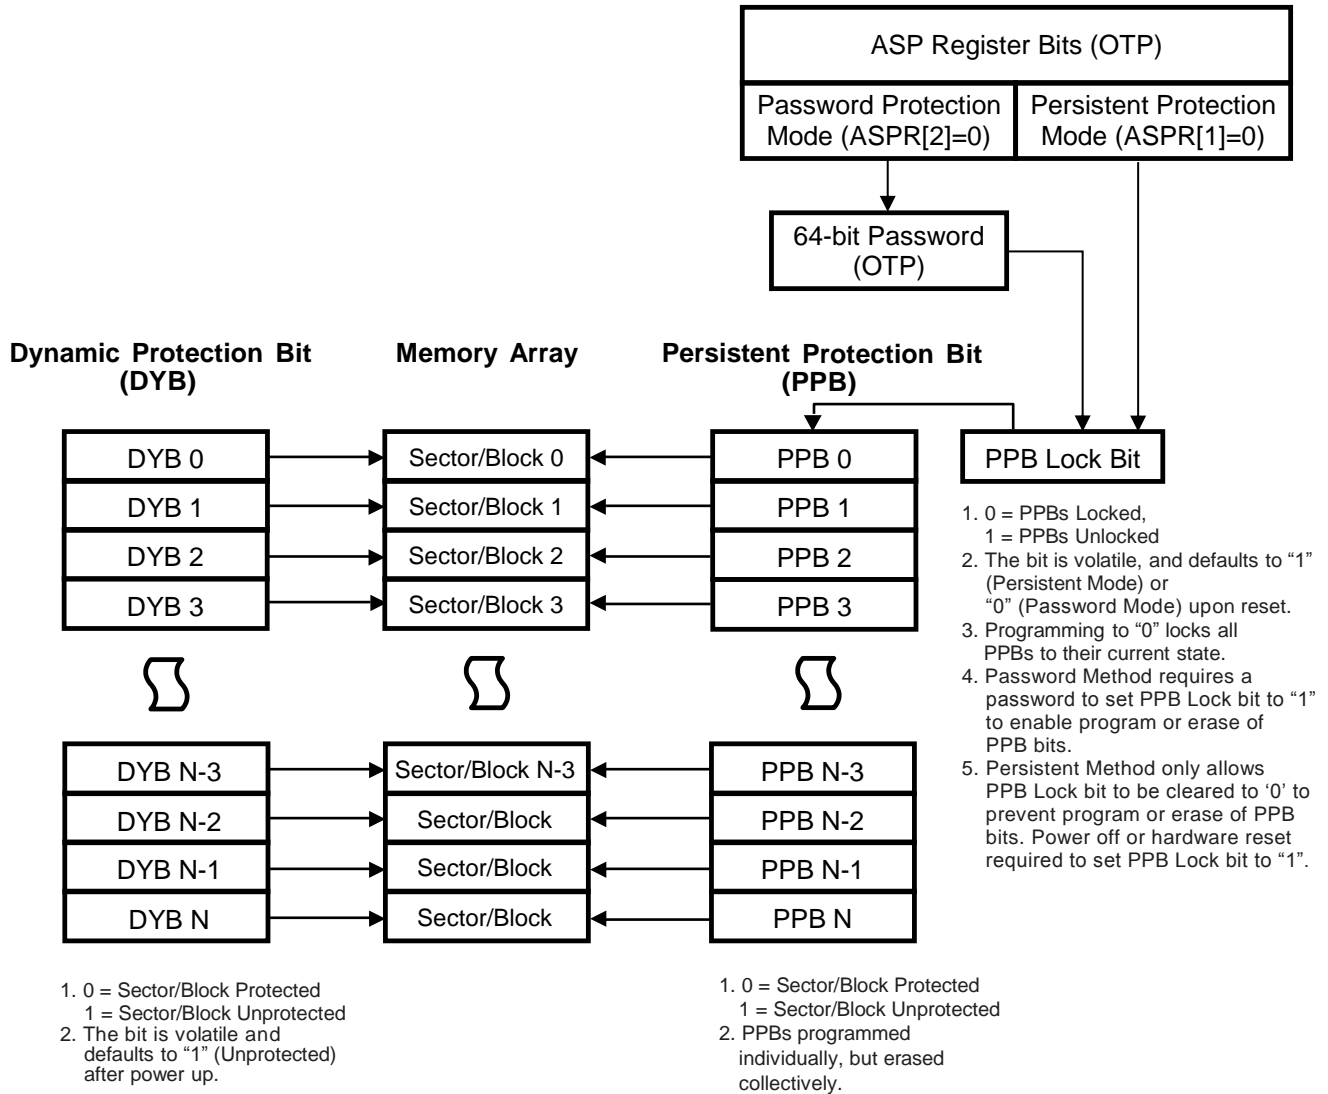 ASP Register Bits (OTP)
Password Protection
Mode (ASPR[2]=0)
Persistent Protection
Mode (ASPR[1]=0)
64-bit Password
(OTP)
Dynamic Protection Bit
(DYB)
Memory Array
Persistent Protection Bit
(PPB)
DYB 0
Sector/Block 0
PPB 0
PPB Lock Bit
DYB 1
Sector/Block 1
PPB 1
DYB 2
Sector/Block 2
PPB 2
DYB 3
Sector/Block 3
PPB 3
1. 0 = PPBs Locked,
1 = PPBs Unlocked
2. The bit is volatile, and defaults to “1”
(Persistent Mode) or
“0” (Password Mode) upon reset.
3. Programming to “0” locks all
PPBs to their current state.
4. Password Method requires a
password to set PPB Lock bit to “1”
to enable program or erase of
PPB bits.
5. Persistent Method only allows
PPB Lock bit to be cleared to ‘0’ to
prevent program or erase of PPB
bits. Power off or hardware reset
required to set PPB Lock bit to “1”.
DYB N-3
Sector/Block N-3
PPB N-3
DYB N-2
Sector/Block
PPB N-2
DYB N-1
Sector/Block
PPB N-1
DYB N
Sector/Block
PPB N
1. 0 = Sector/Block Protected
1 = Sector/Block Unprotected
2. The bit is volatile and
defaults to “1” (Unprotected)
after power up.
1. 0 = Sector/Block Protected
1 = Sector/Block Unprotected
2. PPBs programmed
individually, but erased
collectively.